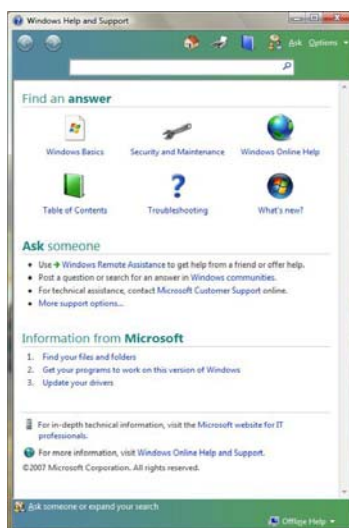 Windows Help and Support
Ask Options
Find an answer
Windows Basics Security and Maintenance Windows Online Help
Table of Contents Troubleshooting What's new?
Ask someone
Use Windows Remote Assistance to get help from a friend or offer help.
Post a question or search for an answer in Windows communities.
For technical assistance, contact Microsoft Customer Support online.
More support options...
Information from Microsoft
1. Find your files and folders
2. Get your programs to work on this version of Windows
3. Update your drivers
For in-depth technical information, visit the Microsoft website for IT
professionals.
For more information, visit Windows Online Help and Support.
©2007 Microsoft Corporation. All rights reserved.
Ask someone or expand your search
Offline Help